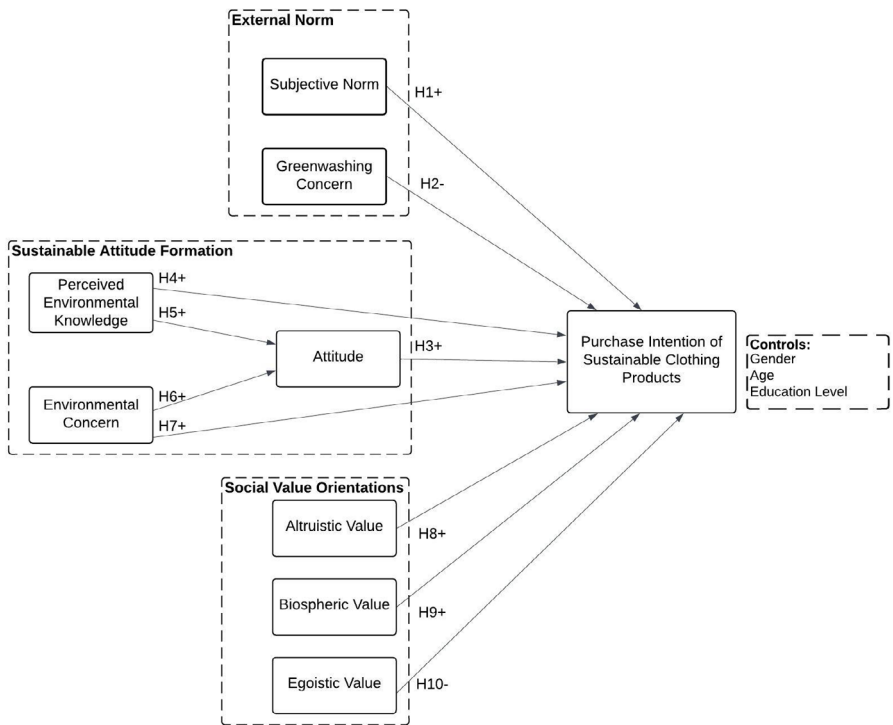 External Norm
Subjective Norm
H1+
Greenwashing
Concern
H2-
Sustainable Attitude Formation
Perceived
Environmental
Knowledge
H4+
H5+
Attitude
H3+
Environmental
Concern
H6+
H7+
Purchase Intention of
Sustainable Clothing
Products
Controls:
Gender
Age
Education Level
Social Value Orientations
Altruistic Value
H8+
Biospheric Value
H9+
Egoistic Value
H10-